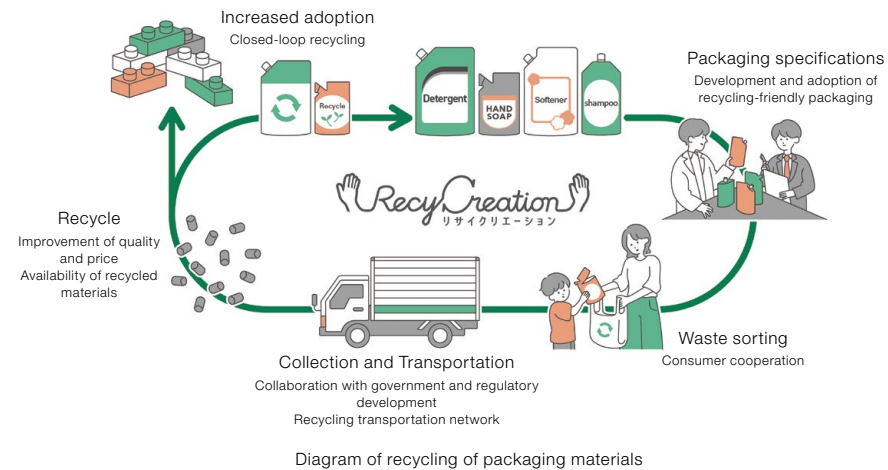 Increased adoption
Closed-loop recycling
Recycle
Detergent
HAND
SOAP
Softener
shampoo
Packaging specifications
Development and adoption of
recycling-friendly packaging
RecyCreation
リサイクリエーション
Recycle
Improvement of quality
and price
Availability of recycled
materials
Waste sorting
Consumer cooperation
Collection and Transportation
Collaboration with government and regulatory
development
Recycling transportation network
Diagram of recycling of packaging materials